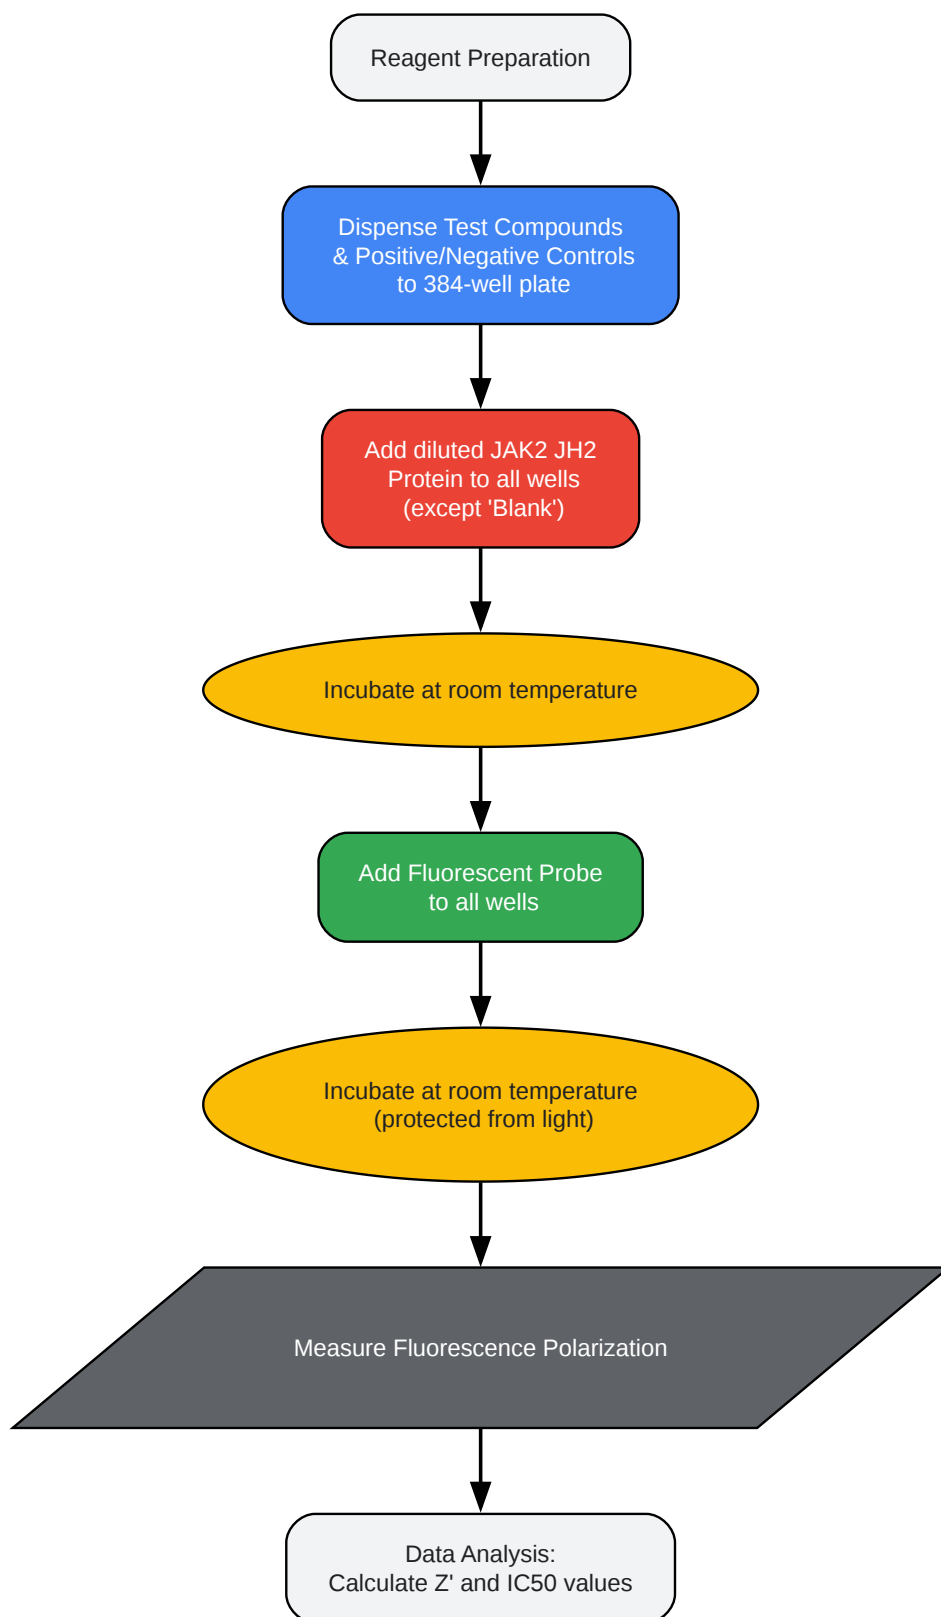 Reagent Preparation
Dispense Test Compounds
& Positive/Negative Controls
to 384-well plate
Add diluted JAK2 JH2
Protein to all wells
(except 'Blank')
Incubate at room temperature
Add Fluorescent Probe
to all wells
Incubate at room temperature
(protected from light)
Measure Fluorescence Polarization
Data Analysis:
Calculate Z' and IC50 values